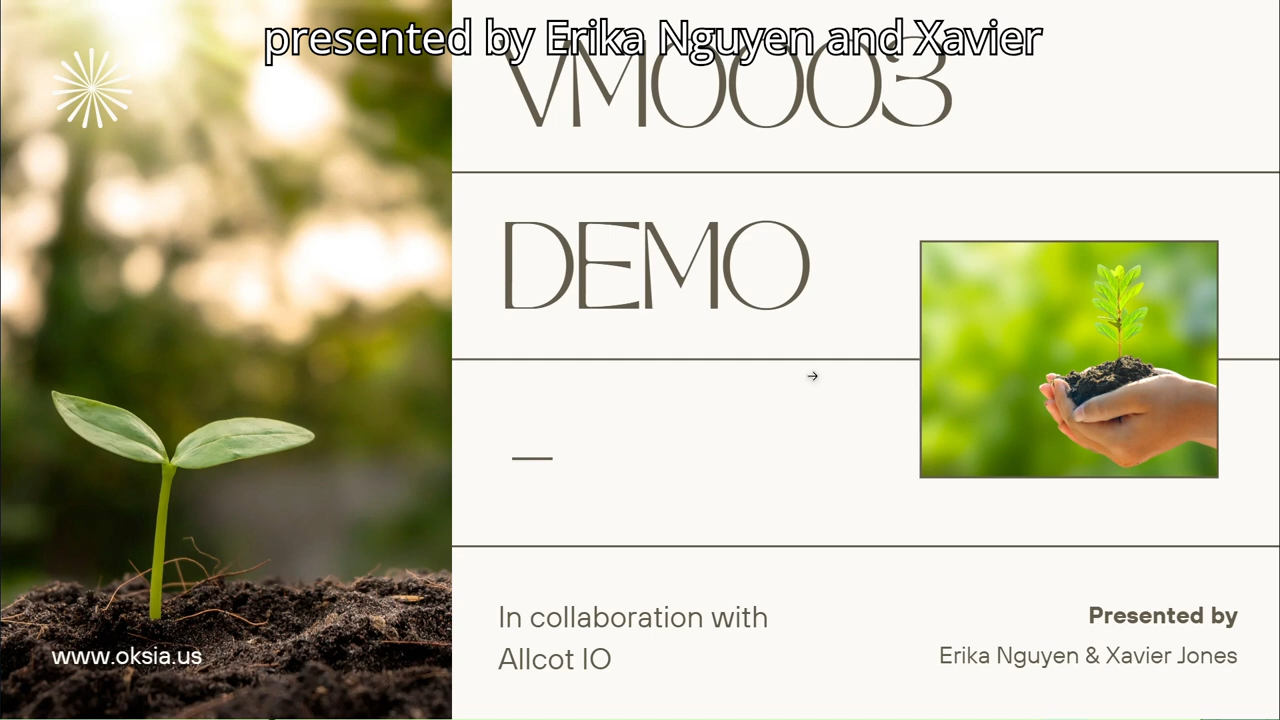 presented by Erika Nguyen and Xavier
VM0003
DEMO
In collaboration with
Allcot IO
Presented by
Erika Nguyen & Xavier Jones
www.oksia.us